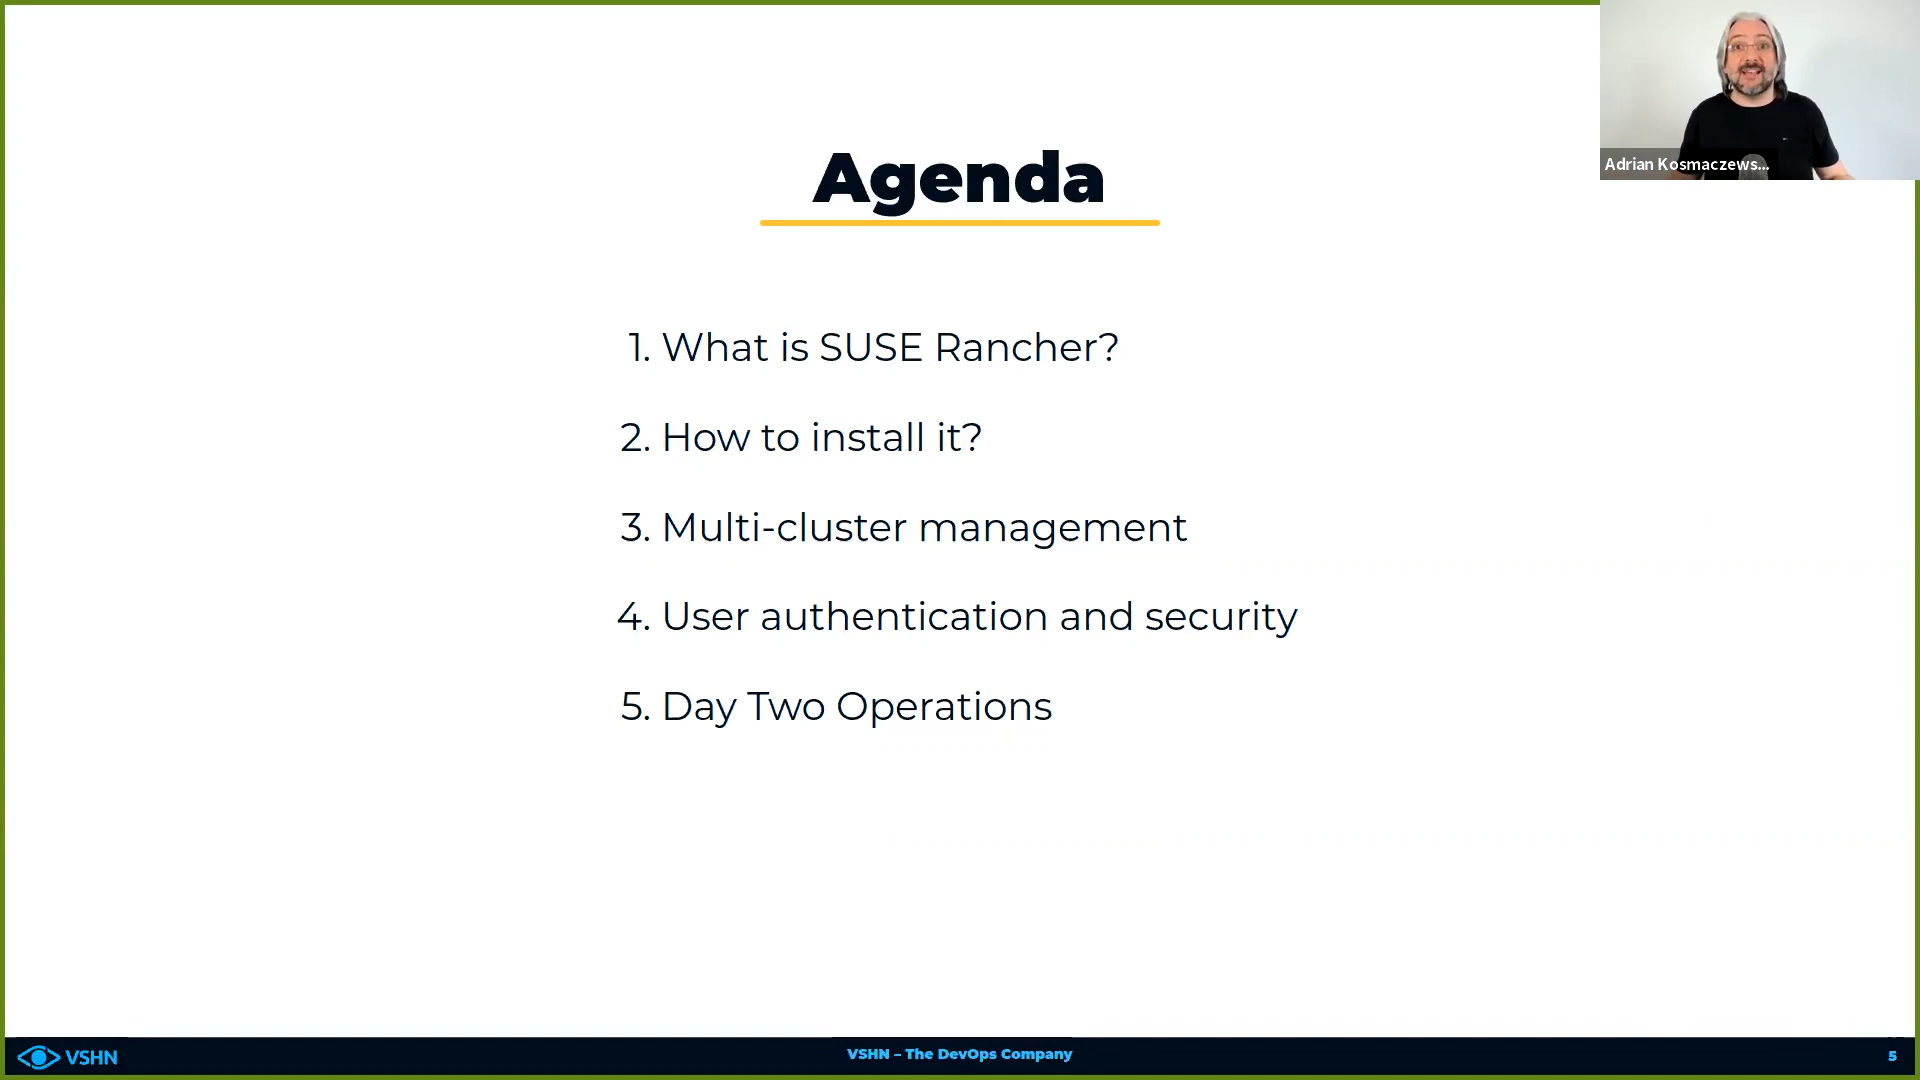 Agenda
1. What is SUSE Rancher?
2. How to install it?
3. Multi-cluster management
4. User authentication and security
5. Day Two Operations
Adrian Kosmaczews...
VSHN
VSHN – The DevOps Company
5